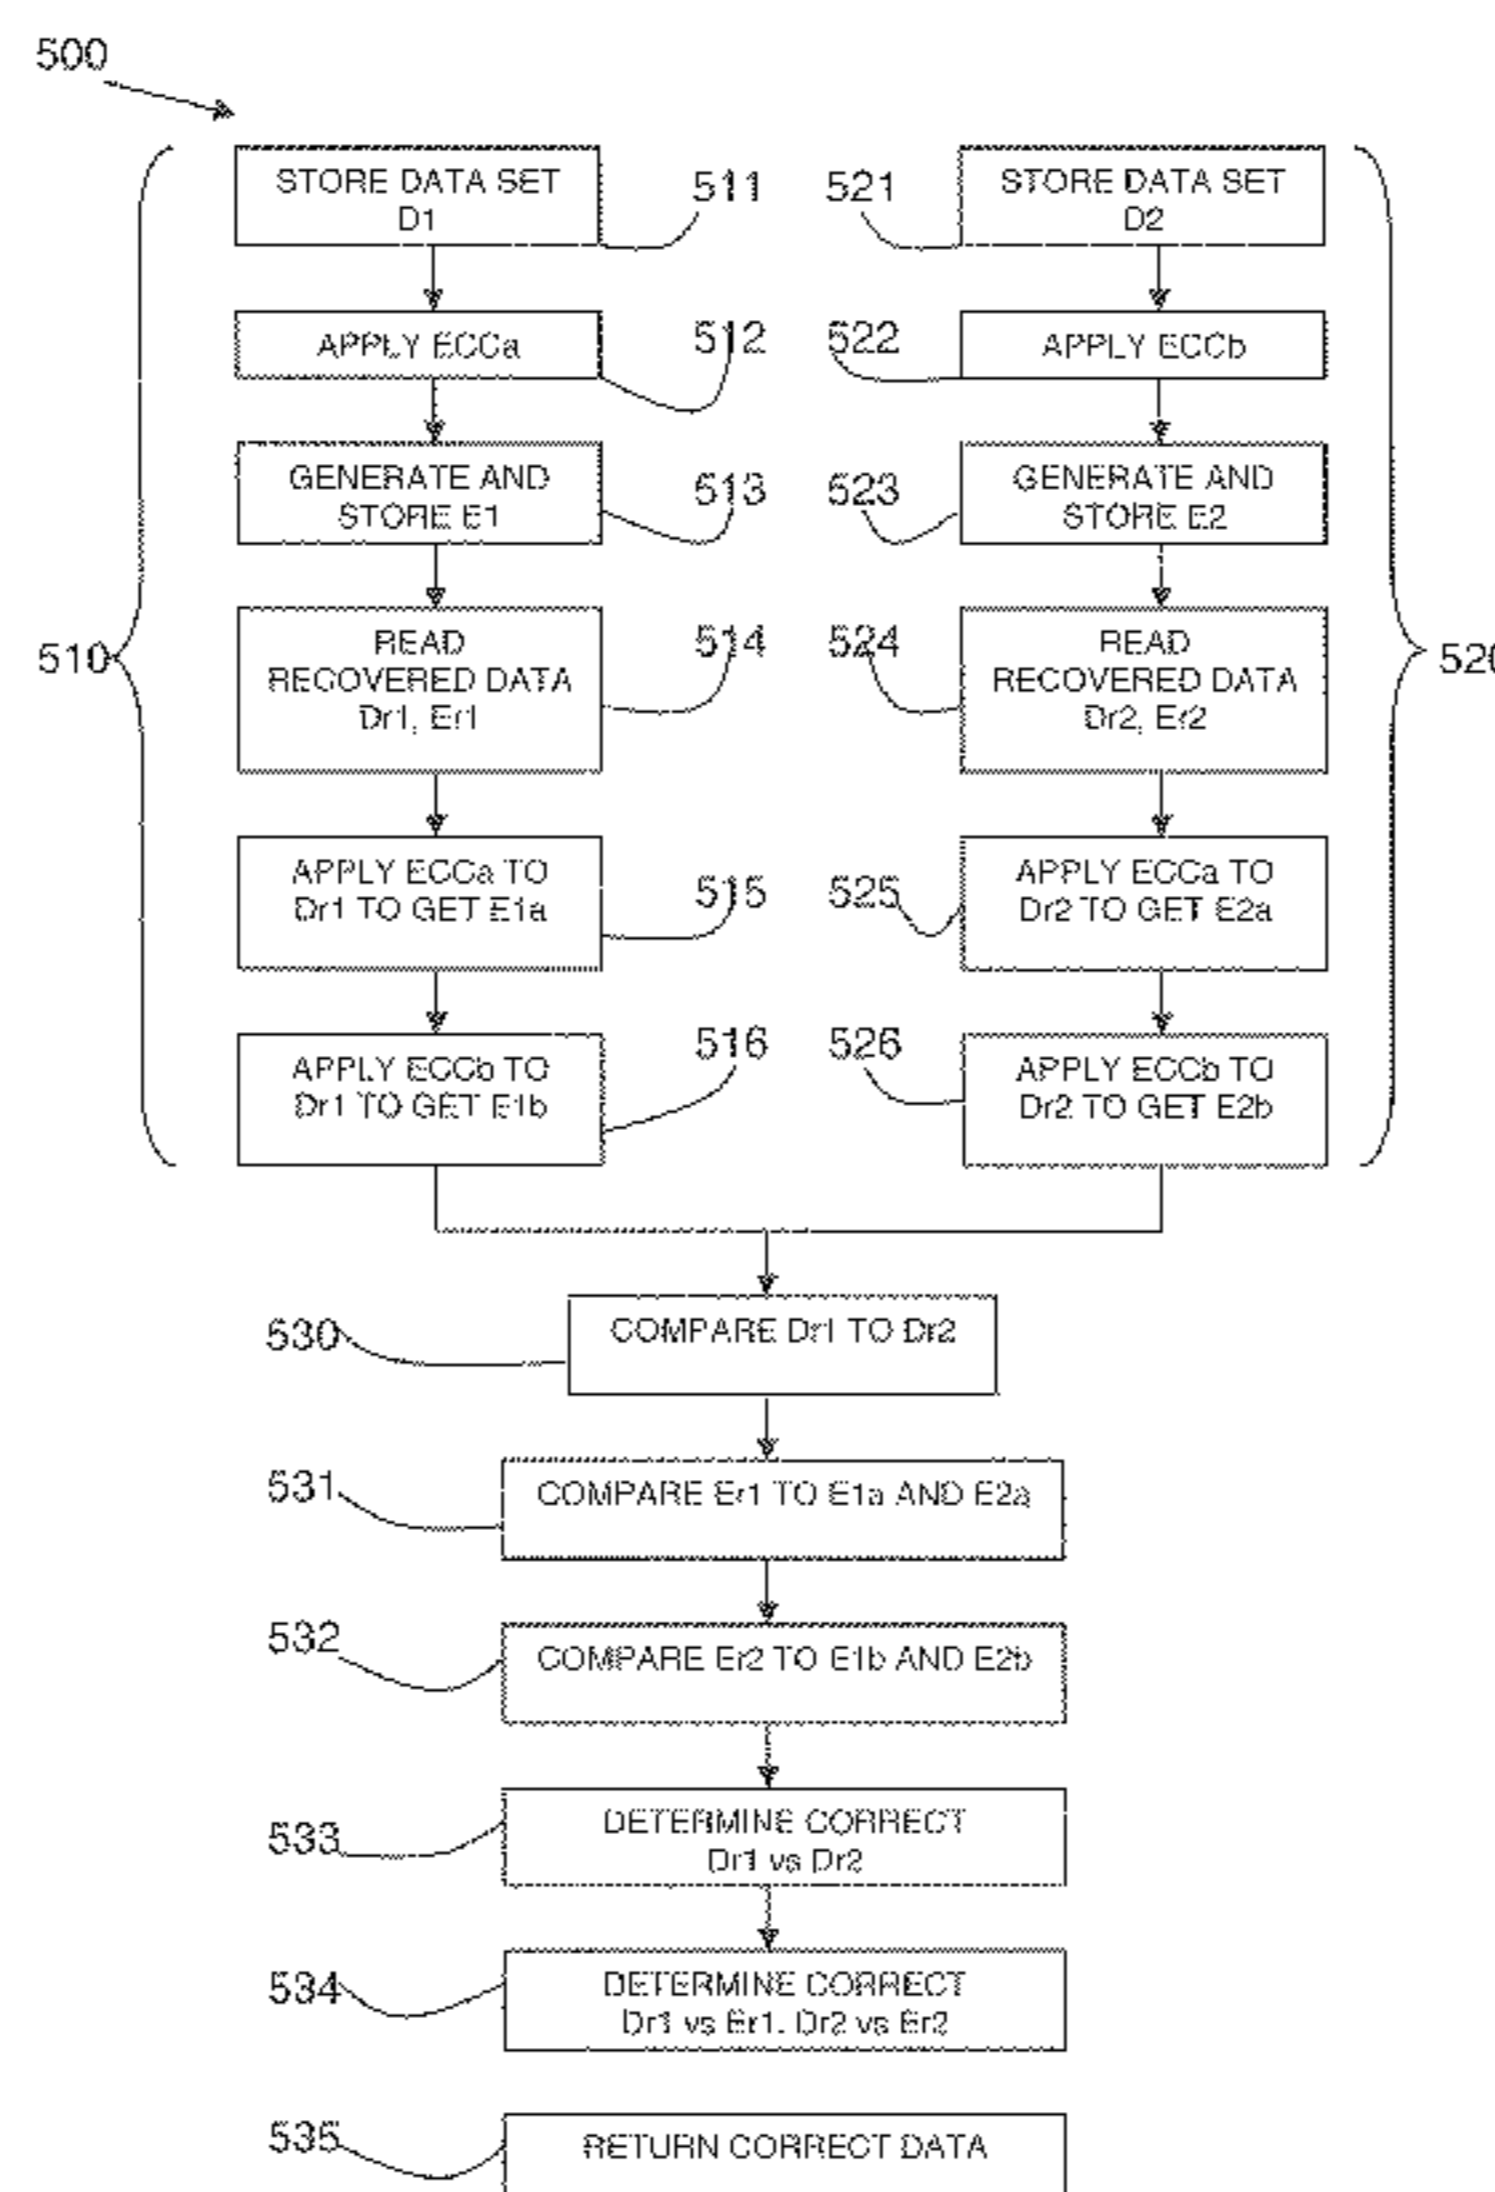 500
STORE DATA SET
D1
511
521
STORE DATA SET
D2
APPLY ECCa
512
522
APPLY ECCb
GENERATE AND
STORE E1
513
523
GENERATE AND
STORE E2
510
READ
RECOVERED DATA
Dr1, Er1
514
524
READ
RECOVERED DATA
Dr2, Er2
520
APPLY ECCa TO
Dr1 TO GET E1a
515
525
APPLY ECCa TO
Dr2 TO GET E2a
APPLY ECCb TO
Dr1 TO GET E1b
516
526
APPLY ECCb TO
Dr2 TO GET E2b
530
COMPARE Dr1 TO Dr2
531
COMPARE Er1 TO E1a AND E2a
532
COMPARE Er2 TO E1b AND E2b
533
DETERMINE CORRECT
Dr1 vs Dr2
534
DETERMINE CORRECT
Dr1 vs Er1. Dr2 vs Er2
535
RETURN CORRECT DATA